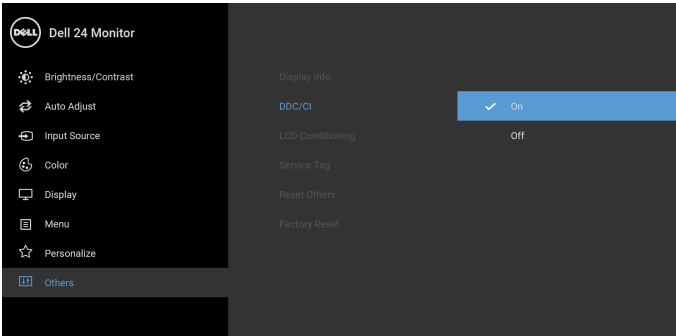 DELL
Dell 24 Monitor
Brightness/Contrast
Auto Adjust
Input Source
Color
Display
Menu
Personalize
Others
Display Info
DDC/CI
LCD Conditioning
Service Tag
Reset Others
Factory Reset
On
Off